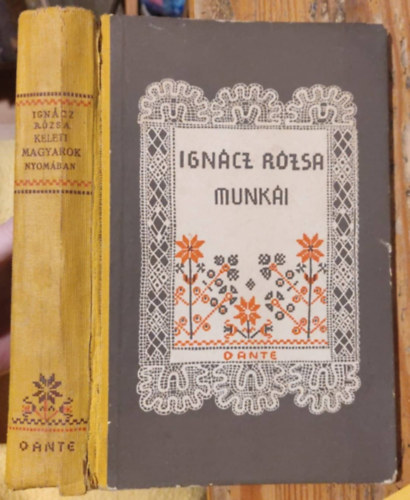 IGNÁCZ
RÓZSA
KELETI
MAGYAROK
NYOMÁBAN
DANTE
IGNÁCZ RÓZSA
MUNKÁI
DANTE